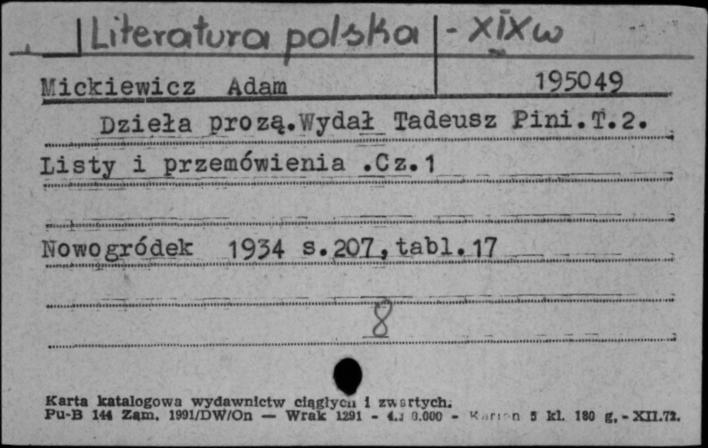 Literatura polska - XIX w
Mickiewicz Adam 195049
Dzieła prozą.Wydał Tadeusz Pini.T.2.
Listy i przemówienia .Cz.1
Nowogródek 1934 s.207,tabl.17
8
Karta katalogowa wydawnictw ciągłych i zwartych.
Pu-B 144 Zam. 1991/DW/On — Wrak 1291 - 0.000 - Karton 5 kl. 180 g. - XII.72.